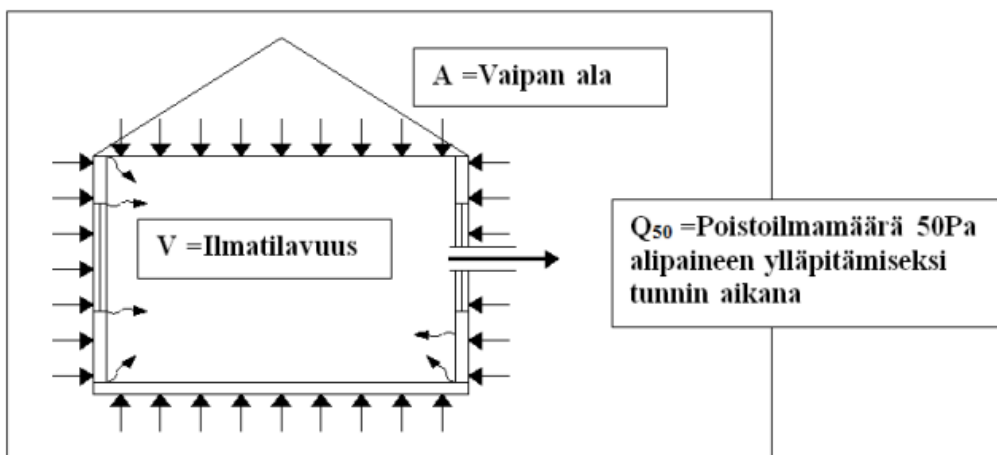 A =Vaipan ala
V =Ilmatilavuus
Q₅₀ =Poistoilmamäärä 50Pa
alipaineen ylläpitämiseksi
tunnin aikana